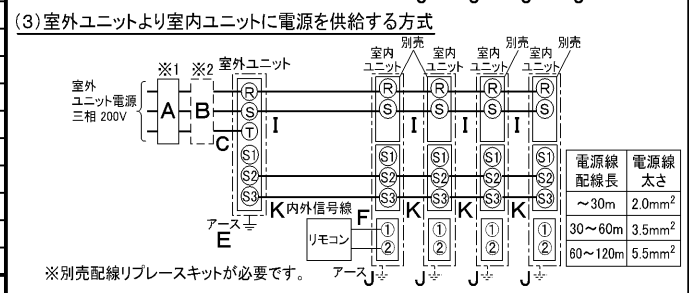 (3)室外ユニットより室内ユニットに電源を供給する方式
※1 ※2 室外ユニット 室内ユニット 別売 室内ユニット 室内ユニット 別売 室内ユニット 別売
室外
ユニット電源
三相 200V
A B C
R S T S1 S2 S3
I I I I
R S R S R S R S
S1 S2 S3 S1 S2 S3 S1 S2 S3 S1 S2 S3
K 内外信号線 F K K K
アース
E
リモコン
① ② ① ② ① ② ① ②
アース J J J J
※別売配線リプレースキットが必要です。
電源線配線長 電源線太さ
～30m 2.0mm²
30～60m 3.5mm²
60～120m 5.5mm²